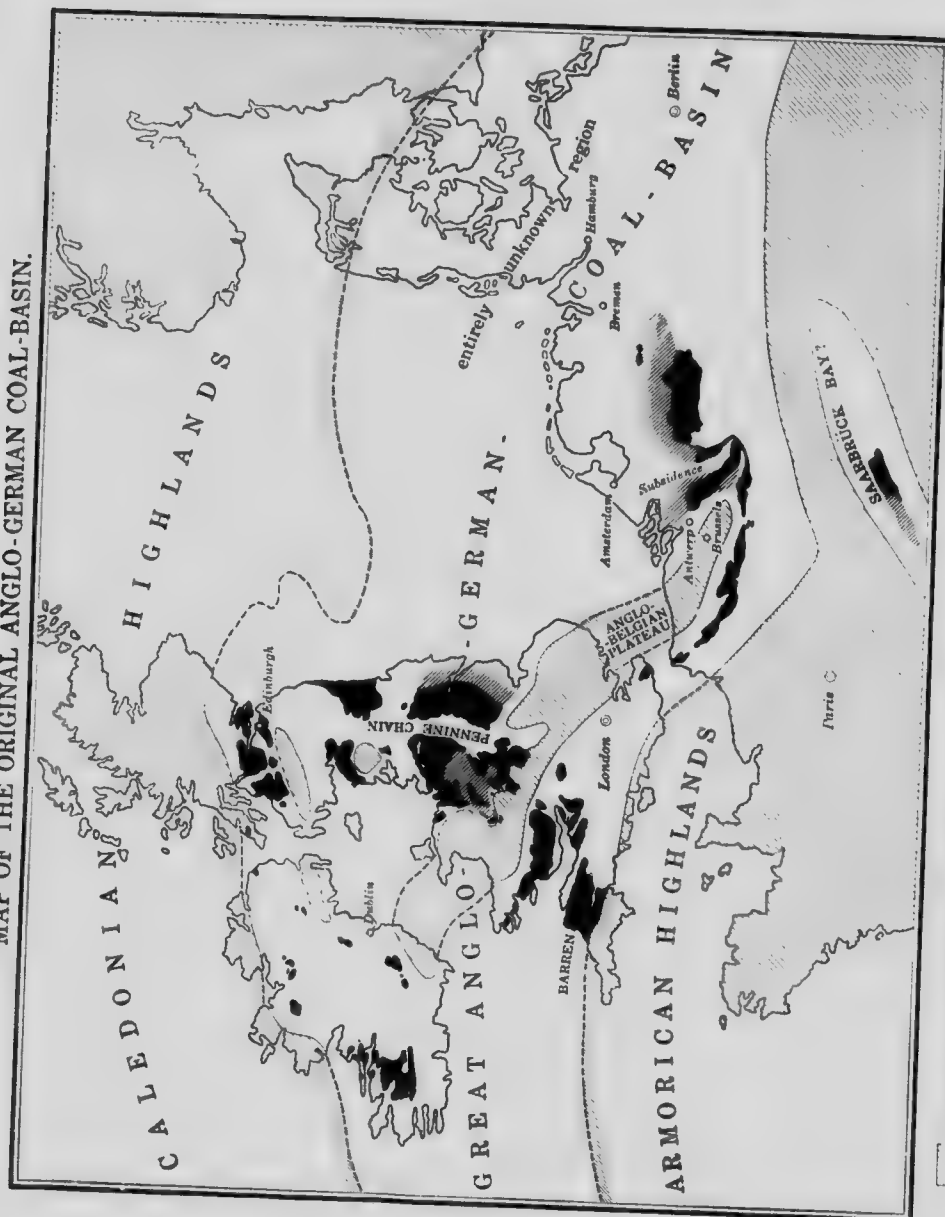 MAP OF THE ORIGINAL ANGLO-GERMAN COAL-BASIN.
CALEDONIAN HIGHLANDS
Edinburgh
entirely unknown region
Dublin
PENNINE CHAIN
GREAT ANGLO-GERMAN-COAL-BASIN
Hamburg
Bremen
Berlin
Amsterdam
Subsidence
Antwerp
Brussels
ANGLO-
-BELGIAN
PLATEAU
London
BARREN
ARMORICAN HIGHLANDS
Paris
SAARBRÜCK BAY?